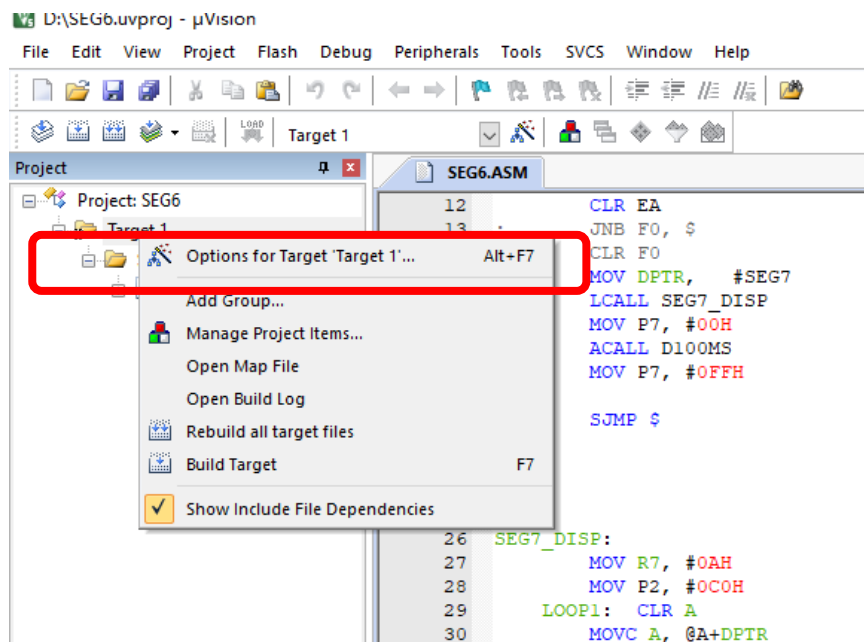 D:\SEG6.uvproj - µVision
File Edit View Project Flash Debug Peripherals Tools SVCS Window Help
LOAD Target 1
Project
SEG6.ASM
Project: SEG6
Target 1
12 CLR EA
13 ; JNB F0, $
CLR F0
Options for Target 'Target 1'... Alt+F7
MOV DPTR, #SEG7
Add Group...
LCALL SEG7_DISP
Manage Project Items...
MOV P7, #00H
ACALL D100MS
Open Map File
MOV P7, #0FFH
Open Build Log
SJMP $
Rebuild all target files
Build Target F7
Show Include File Dependencies
26 SEG7_DISP:
27 MOV R7, #0AH
28 MOV P2, #0C0H
29 LOOP1: CLR A
30 MOVC A, @A+DPTR